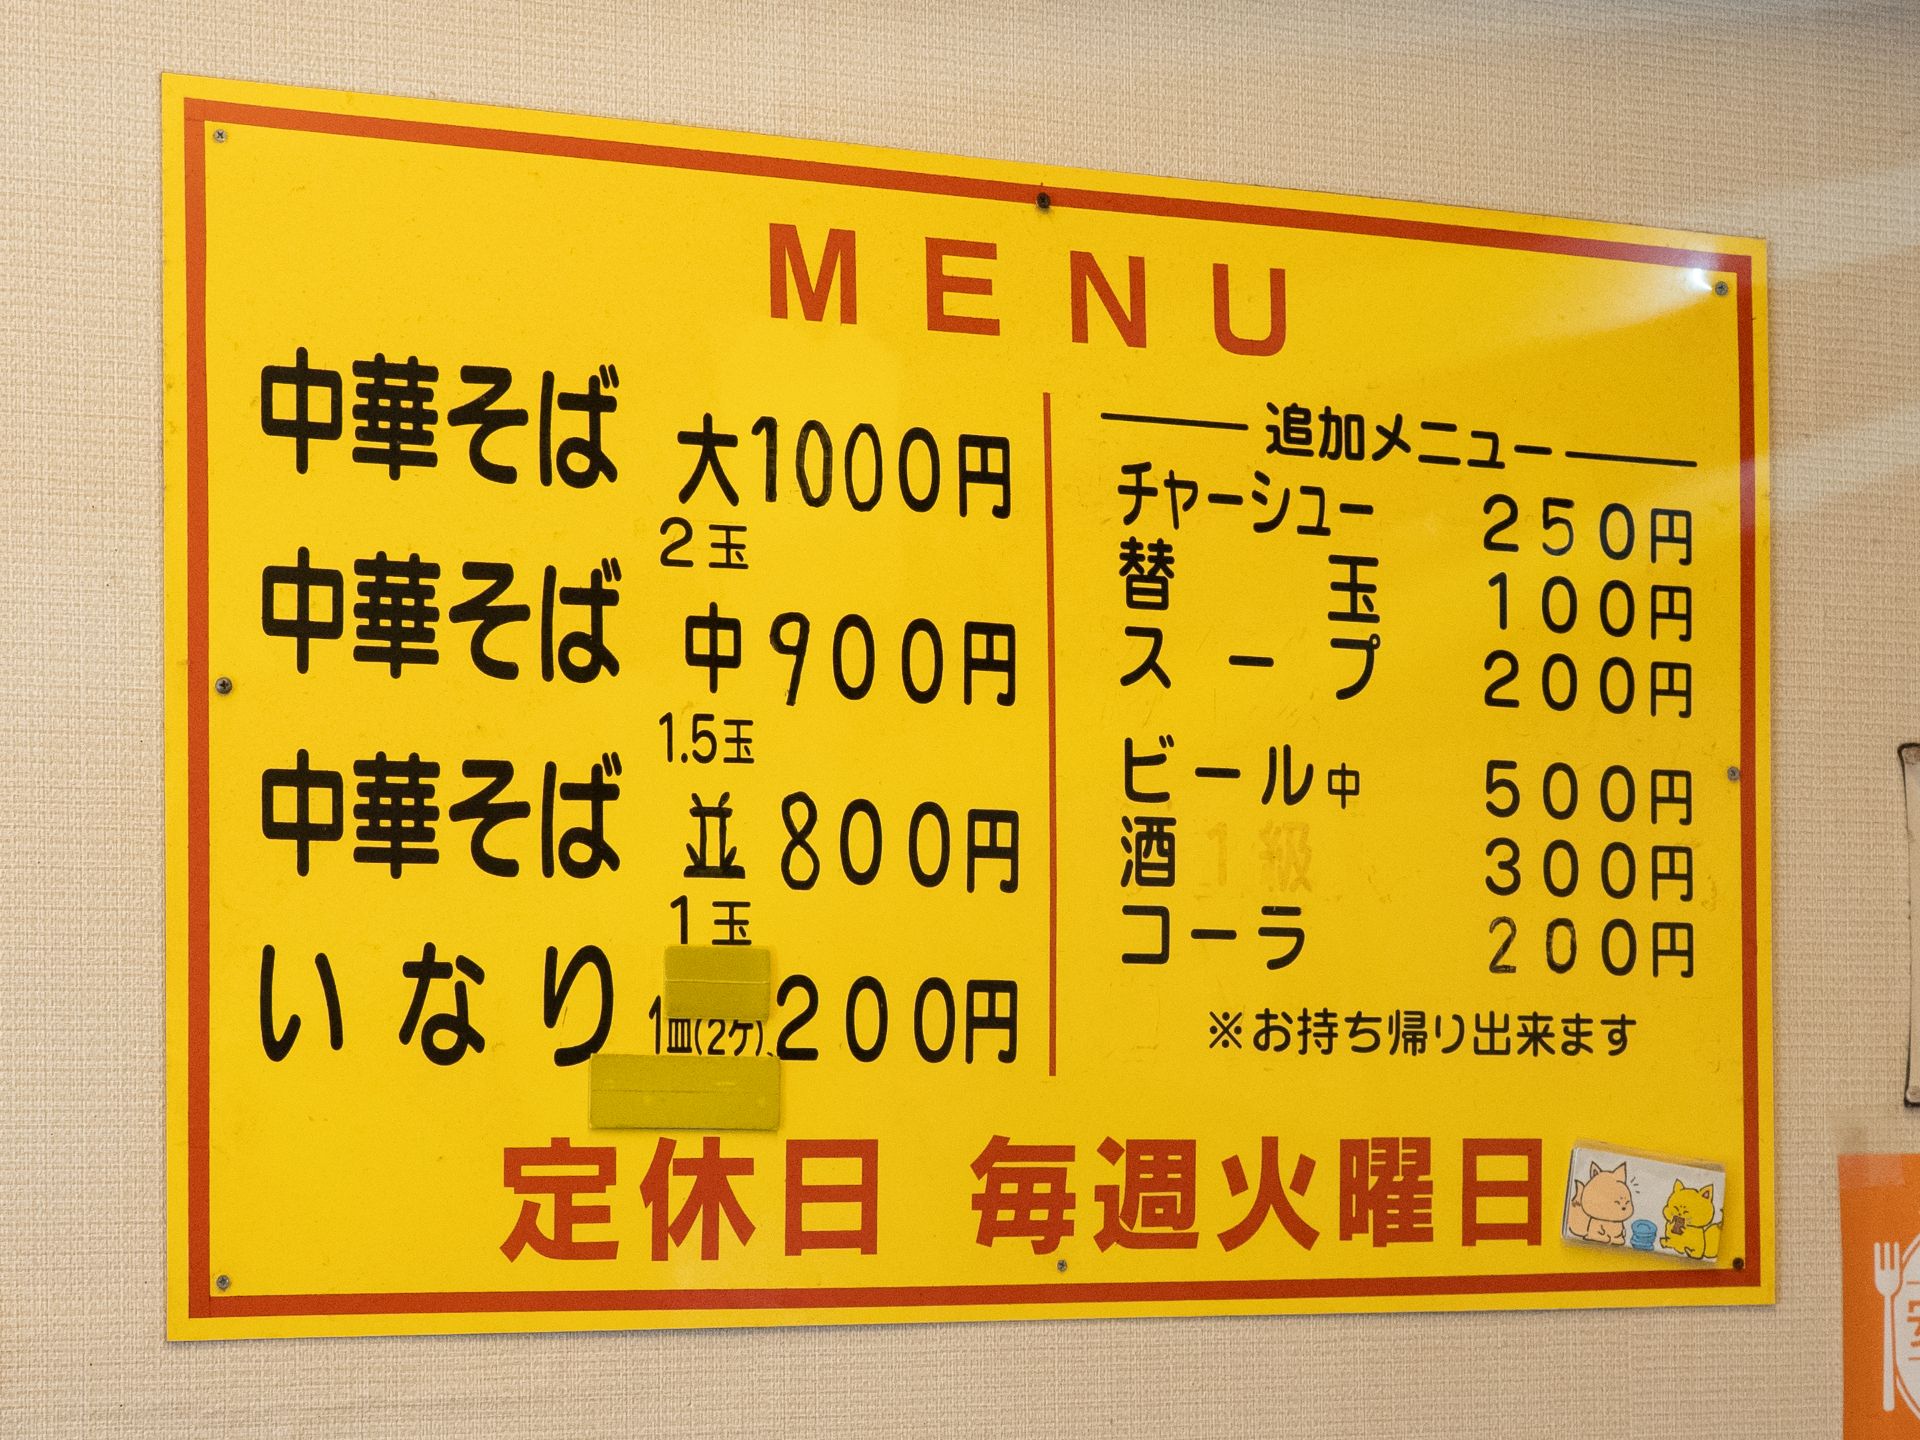 MENU
中華そば 大1000円
2玉
中華そば 中900円
1.5玉
中華そば 並800円
1玉
いなり 1皿(2ケ)200円
追加メニュー
チャーシュー 250円
替玉 100円
スープ 200円
ビール中 500円
酒 1級 300円
コーラ 200円
※お持ち帰り出来ます
定休日 毎週火曜日